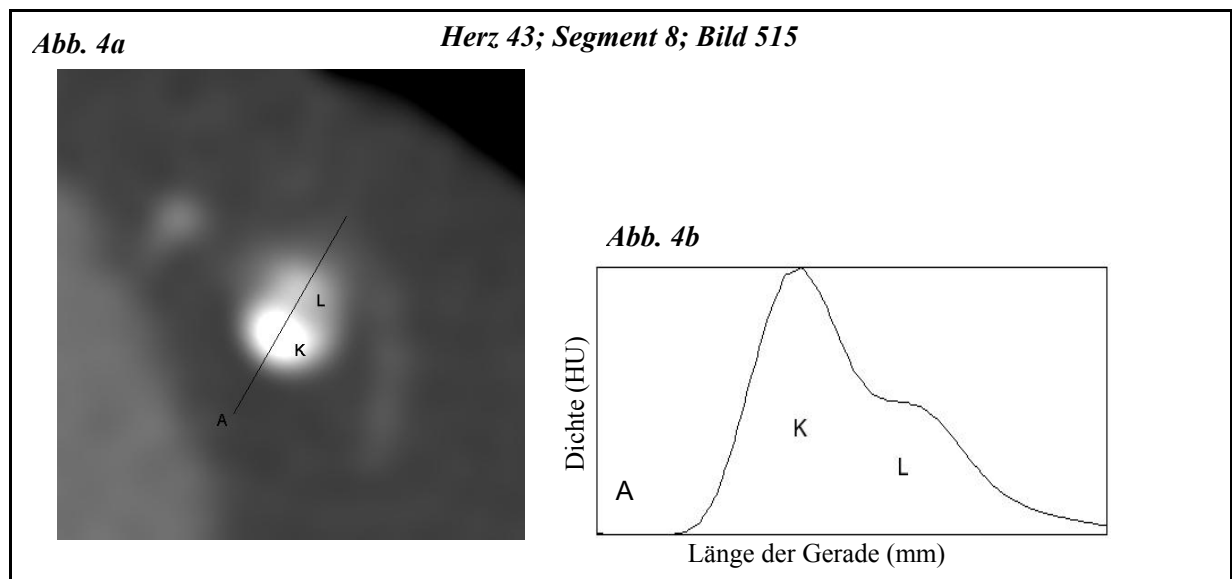 Herz 43; Segment 8; Bild 515
Abb. 4a
L
K
A
Abb. 4b
Dichte (HU)
K
L
A
Länge der Gerade (mm)